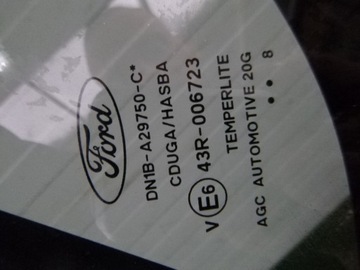 Ford
DN1B-A29750-C*
CDUGA/HASBA
V E6 43R-006723
TEMPERLITE
AGC AUTOMOTIVE 20G
•• 8